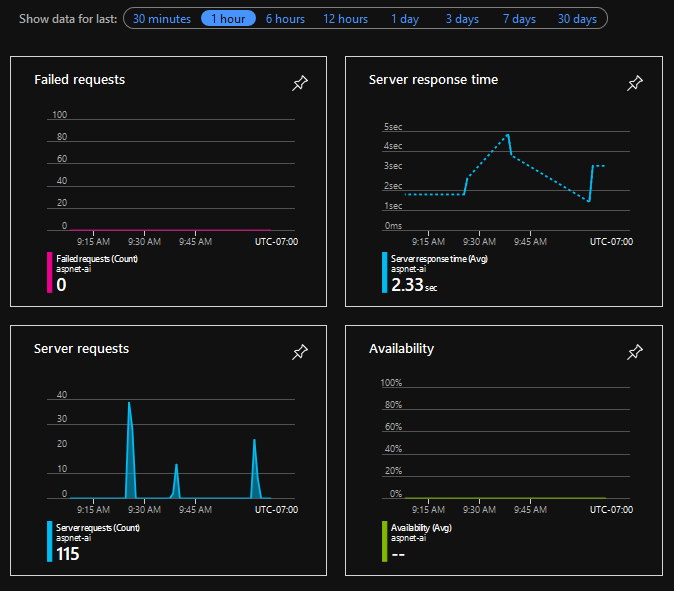 Show data for last: 30 minutes 1 hour 6 hours 12 hours 1 day 3 days 7 days 30 days
Failed requests
100
80
60
40
20
0
9:15 AM 9:30 AM 9:45 AM UTC-07:00
Failed requests (Count)
aspnet-ai
0
Server response time
5sec
4sec
3sec
2sec
1sec
0ms
9:15 AM 9:30 AM 9:45 AM UTC-07:00
Server response time (Avg)
aspnet-ai
2.33 sec
Server requests
40
30
20
10
0
9:15 AM 9:30 AM 9:45 AM UTC-07:00
Server requests (Count)
aspnet-ai
115
Availability
100%
80%
60%
40%
20%
0%
9:15 AM 9:30 AM 9:45 AM UTC-07:00
Availability (Avg)
aspnet-ai
--